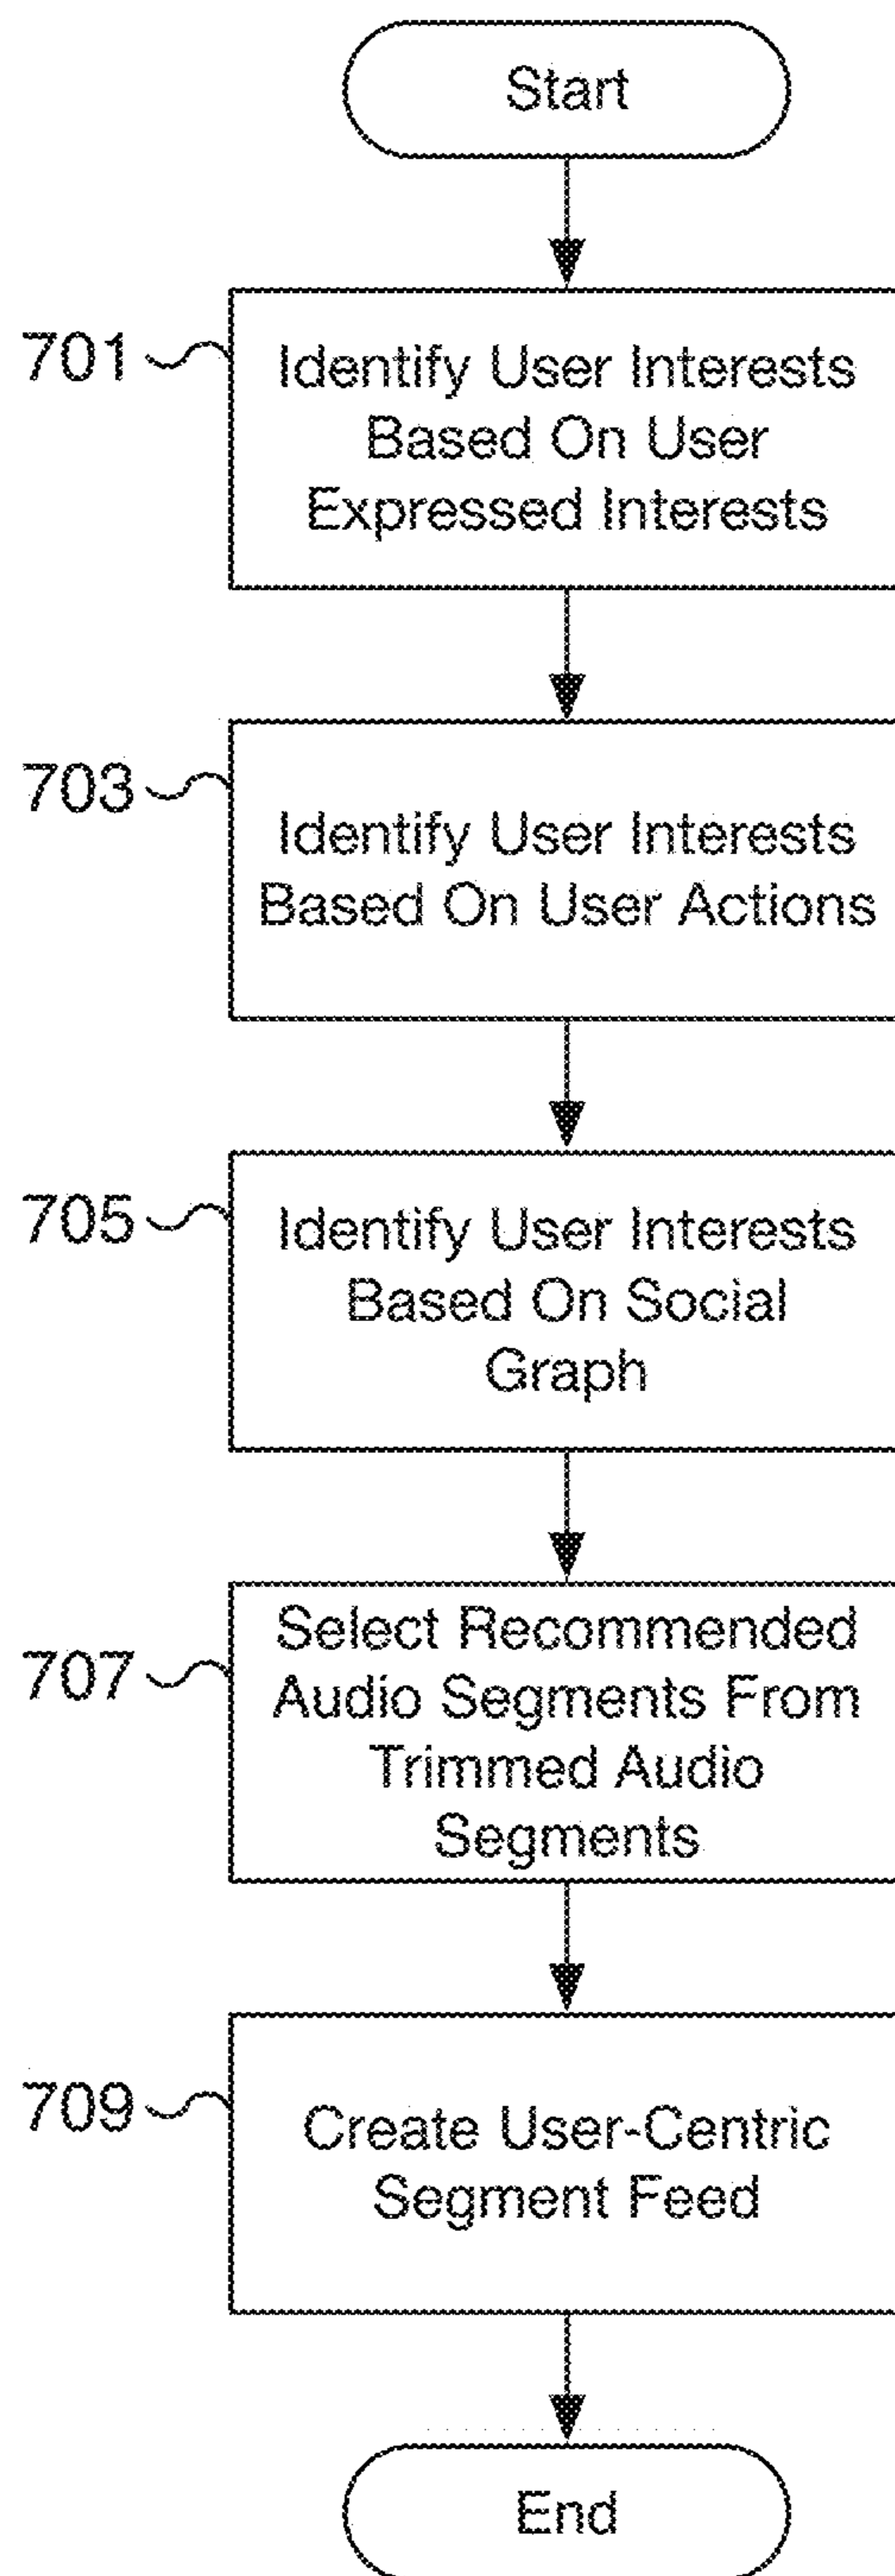 Start
701
Identify User Interests
Based On User
Expressed Interests
703
Identify User Interests
Based On User Actions
705
Identify User Interests
Based On Social
Graph
707
Select Recommended
Audio Segments From
Trimmed Audio
Segments
709
Create User-Centric
Segment Feed
End